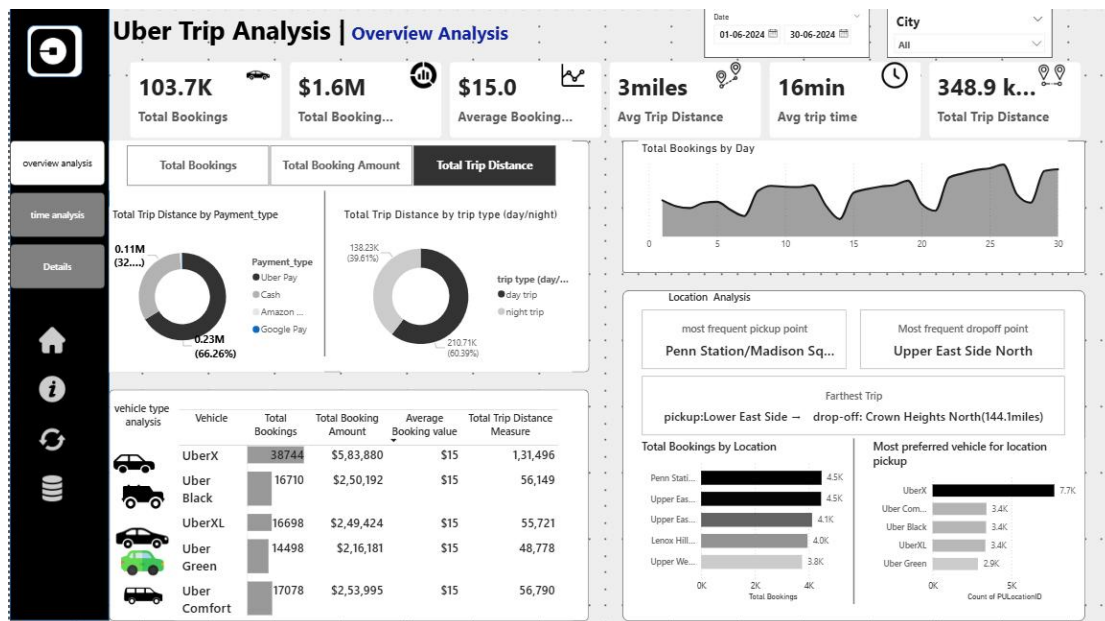 Uber Trip Analysis | Overview Analysis
Date
01-06-2024 30-06-2024
City
All
103.7K
Total Bookings
$1.6M
Total Booking...
$15.0
Average Booking...
3miles
Avg Trip Distance
16min
Avg trip time
348.9 k...
Total Trip Distance
overview analysis
time analysis
Details
Total Bookings
Total Booking Amount
Total Trip Distance
Total Trip Distance by Payment_type
0.11M
(32....)
0.23M
(66.26%)
Payment_type
Uber Pay
Cash
Amazon ...
Google Pay
Total Trip Distance by trip type (day/night)
138.23K
(39.61%)
210.71K
(60.39%)
trip type (day/...
day trip
night trip
Total Bookings by Day
0 5 10 15 20 25 30
vehicle type
analysis
Vehicle Total Bookings Total Booking Amount Average Booking value Total Trip Distance Measure
UberX 38744 $5,83,880 $15 1,31,496
Uber Black 16710 $2,50,192 $15 56,149
UberXL 16698 $2,49,424 $15 55,721
Uber Green 14498 $2,16,181 $15 48,778
Uber Comfort 17078 $2,53,995 $15 56,790
Location Analysis
most frequent pickup point
Penn Station/Madison Sq...
Most frequent dropoff point
Upper East Side North
Farthest Trip
pickup:Lower East Side → drop-off: Crown Heights North(144.1miles)
Total Bookings by Location
Penn Stati... 4.5K
Upper Eas... 4.5K
Upper Eas... 4.1K
Lenox Hill... 4.0K
Upper We... 3.8K
0K 2K 4K
Total Bookings
Most preferred vehicle for location
pickup
UberX 7.7K
Uber Com... 3.4K
Uber Black 3.4K
UberXL 3.4K
Uber Green 2.9K
0K 5K
Count of PULocationID